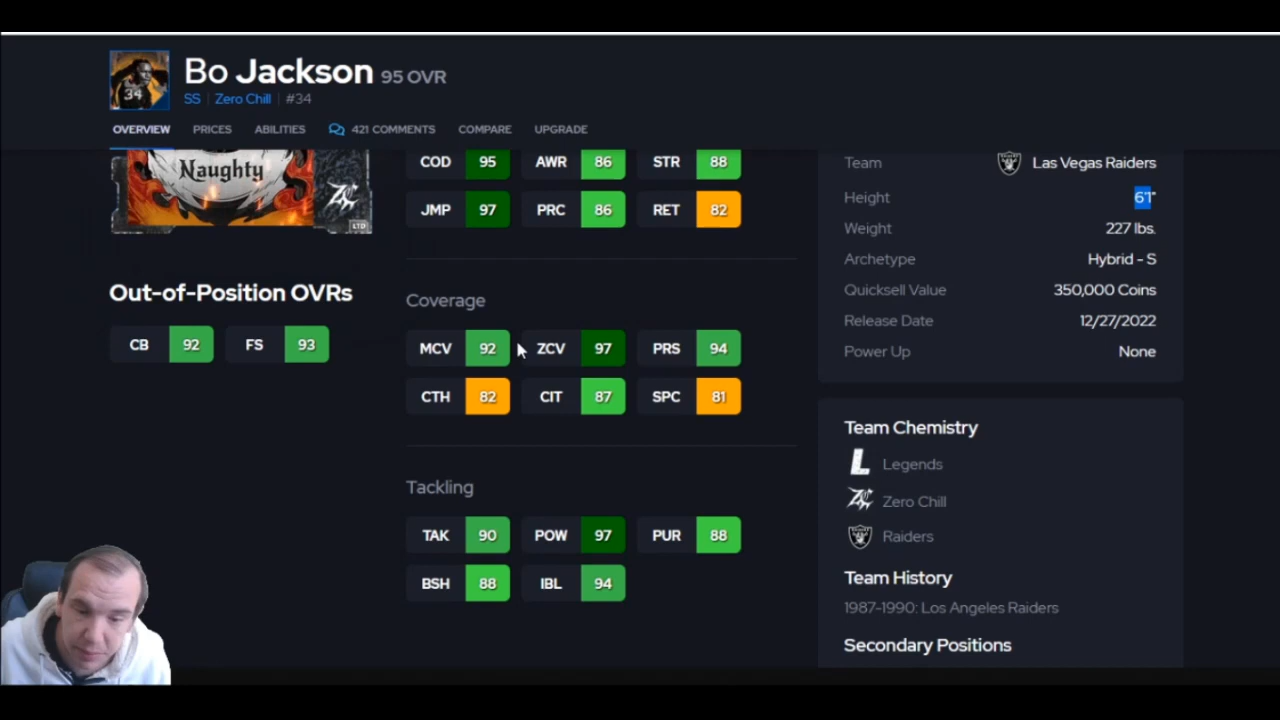 Bo Jackson 95 OVR
SS | Zero Chill | #34
OVERVIEW PRICES ABILITIES 421 COMMENTS COMPARE UPGRADE
34
Naughty
ZC
LTD
COD 95 AWR 86 STR 88
JMP 97 PRC 86 RET 82
Out-of-Position OVRs
CB 92 FS 93
Coverage
MCV 92 ZCV 97 PRS 94
CTH 82 CIT 87 SPC 81
Tackling
TAK 90 POW 97 PUR 88
BSH 88 IBL 94
Team Las Vegas Raiders
Height 6'1"
Weight 227 lbs.
Archetype Hybrid - S
Quicksell Value 350,000 Coins
Release Date 12/27/2022
Power Up None
Team Chemistry
L Legends
ZC Zero Chill
Raiders
Team History
1987-1990: Los Angeles Raiders
Secondary Positions